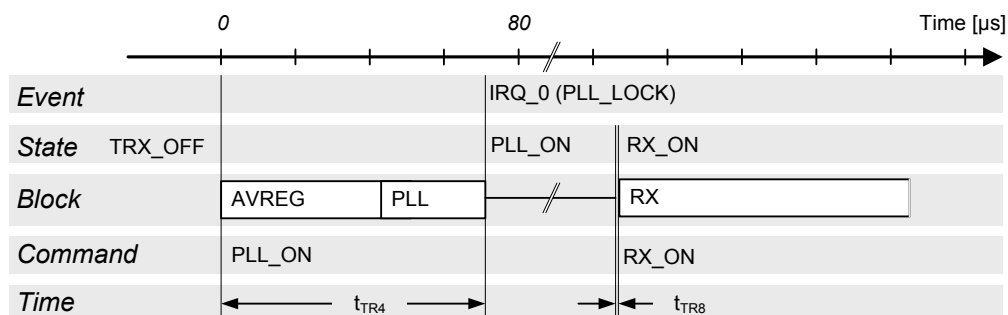 0 80 Time [µs]
Event IRQ_0 (PLL_LOCK)
State TRX_OFF PLL_ON RX_ON
Block AVREG PLL RX
Command PLL_ON RX_ON
Time tTR4 tTR8